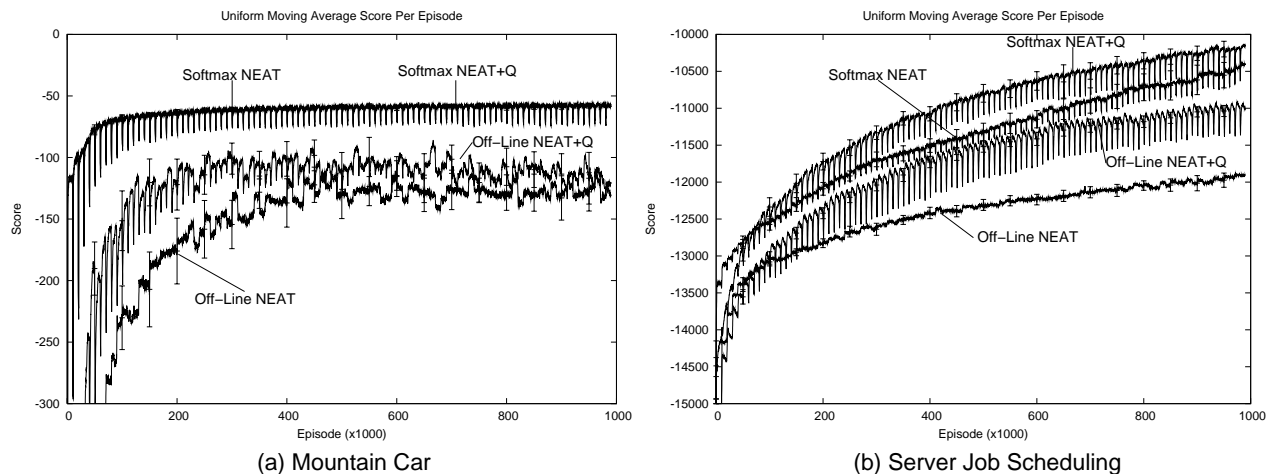 Uniform Moving Average Score Per Episode
0
-50
-100
-150
-200
-250
-300
Score
Softmax NEAT
Softmax NEAT+Q
Off-Line NEAT+Q
Off-Line NEAT
0
200
400
600
800
1000
Episode (x1000)
(a) Mountain Car
Uniform Moving Average Score Per Episode
-10000
-10500
-11000
-11500
-12000
-12500
-13000
-13500
-14000
-14500
-15000
Score
Softmax NEAT+Q
Softmax NEAT
Off-Line NEAT+Q
Off-Line NEAT
0
200
400
600
800
1000
Episode (x1000)
(b) Server Job Scheduling